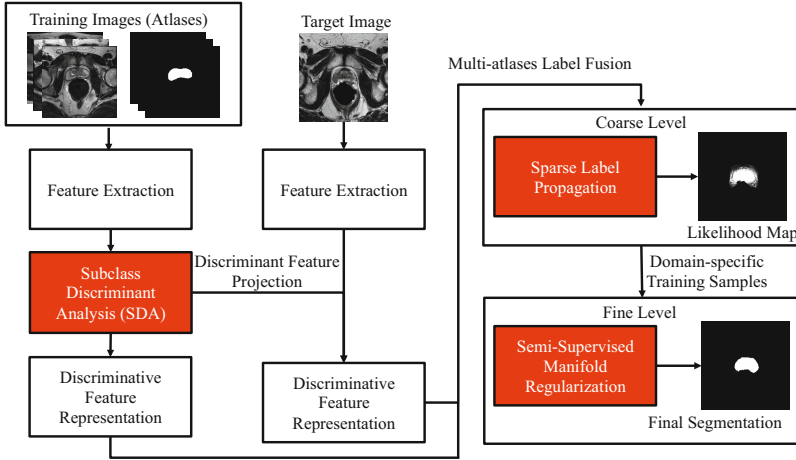 Training Images (Atlases)
Target Image
Feature Extraction
Feature Extraction
Subclass
Discriminant
Analysis (SDA)
Discriminant Feature
Projection
Discriminative
Feature
Representation
Discriminative
Feature
Representation
Multi-atlases Label Fusion
Coarse Level
Sparse Label
Propagation
Likelihood Map
Domain-specific
Training Samples
Fine Level
Semi-Supervised
Manifold
Regularization
Final Segmentation